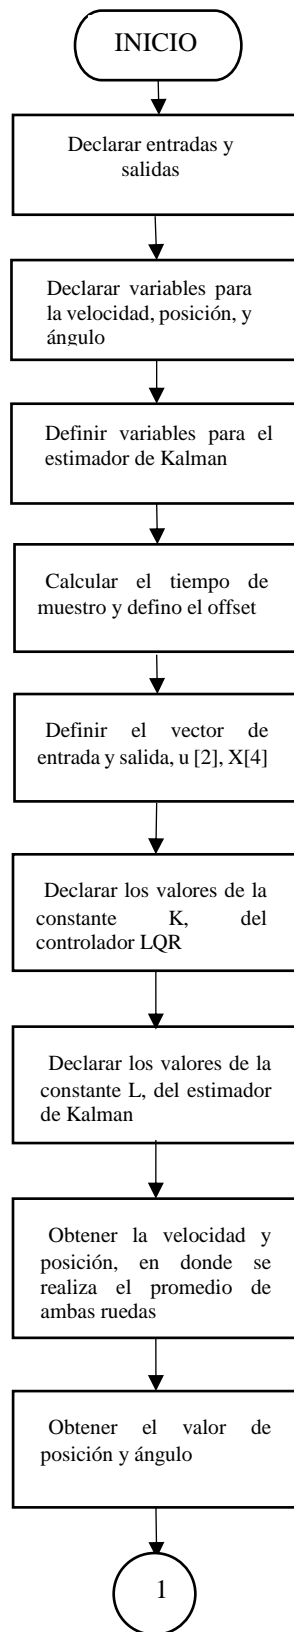 INICIO
Declarar entradas y
salidas
Declarar variables para
la velocidad, posición, y
ángulo
Definir variables para el
estimador de Kalman
Calcular el tiempo de
muestro y defino el offset
Definir el vector de
entrada y salida, u [2], X[4]
Declarar los valores de la
constante K, del
controlador LQR
Declarar los valores de la
constante L, del estimador
de Kalman
Obtener la velocidad y
posición, en donde se
realiza el promedio de
ambas ruedas
Obtener el valor de
posición y ángulo
1